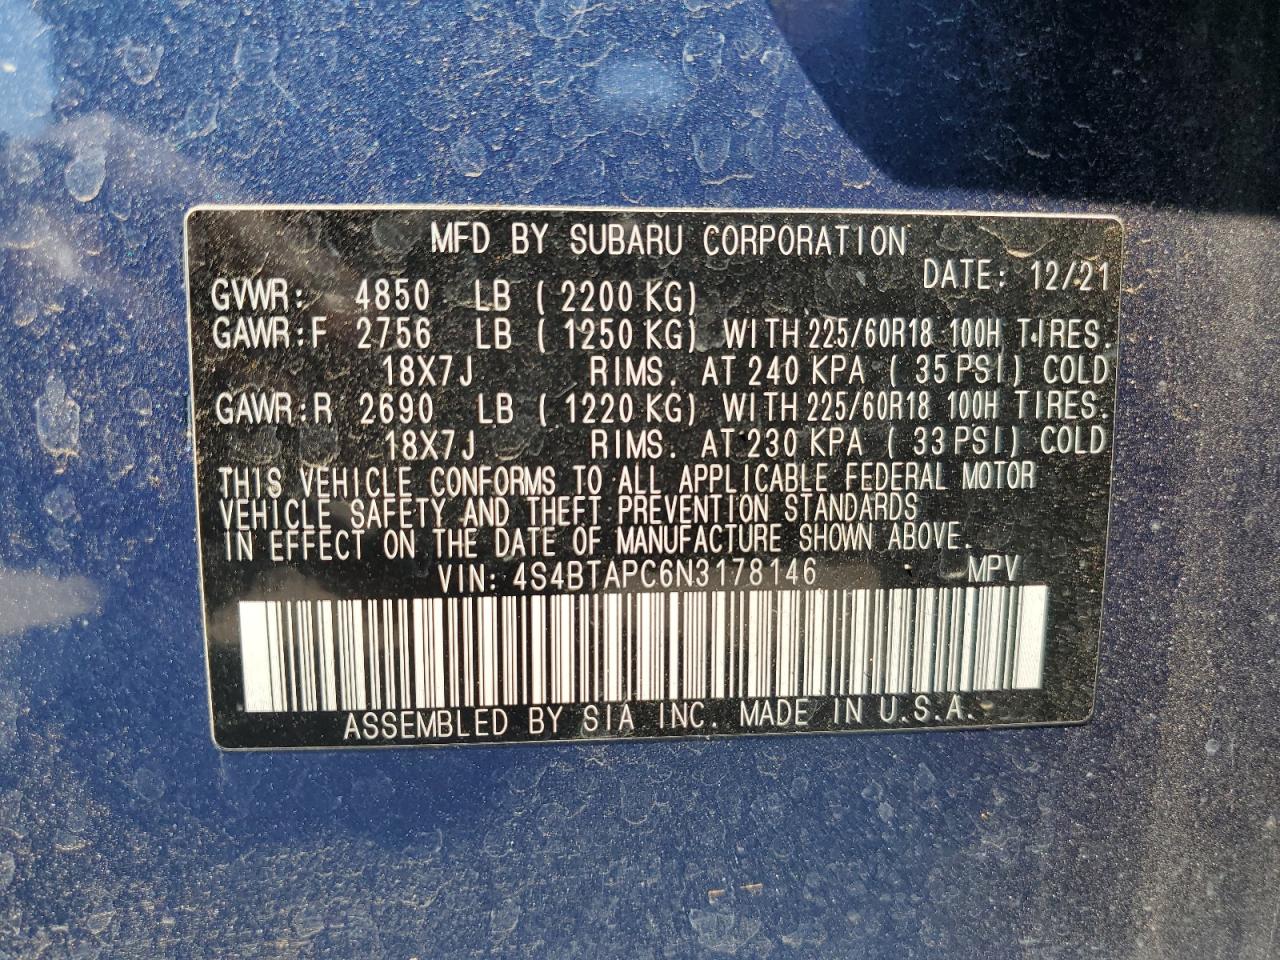 MFD BY SUBARU CORPORATION
DATE: 12/21
GVWR: 4850 LB (2200 KG)
GAWR:F 2756 LB (1250 KG) WITH 225/60R18 100H TIRES.
18X7J RIMS. AT 240 KPA (35 PSI) COLD
GAWR:R 2690 LB (1220 KG) WITH 225/60R18 100H TIRES.
18X7J RIMS. AT 230 KPA (33 PSI) COLD
THIS VEHICLE CONFORMS TO ALL APPLICABLE FEDERAL MOTOR
VEHICLE SAFETY AND THEFT PREVENTION STANDARDS
IN EFFECT ON THE DATE OF MANUFACTURE SHOWN ABOVE.
VIN: 4S4BTAPC6N3178146 MPV
ASSEMBLED BY SIA INC. MADE IN U.S.A.